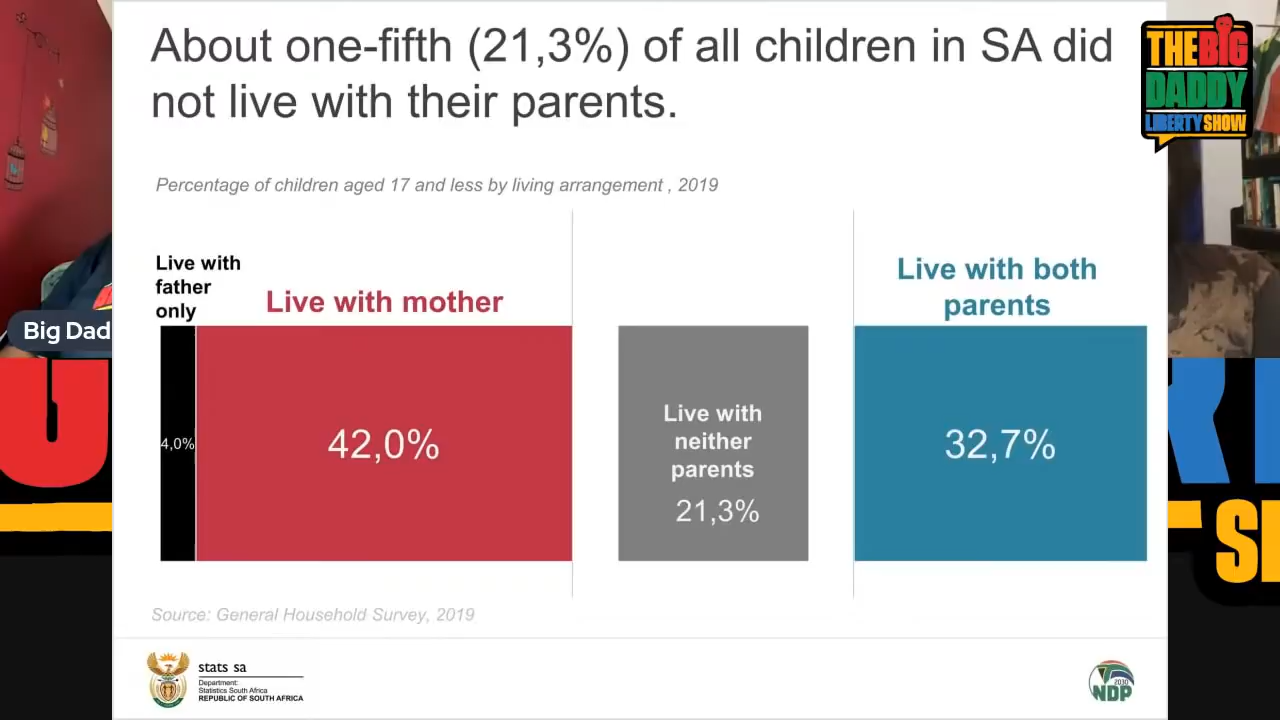 About one-fifth (21,3%) of all children in SA did
not live with their parents.
THE BIG
DADDY
LIBERTY SHOW
Percentage of children aged 17 and less by living arrangement , 2019
Live with
father
only
Live with mother
Live with both
parents
Big Dad
4,0%
42,0%
Live with
neither
parents
21,3%
32,7%
Source: General Household Survey, 2019
stats sa
Department:
Statistics South Africa
REPUBLIC OF SOUTH AFRICA
2030
NDP